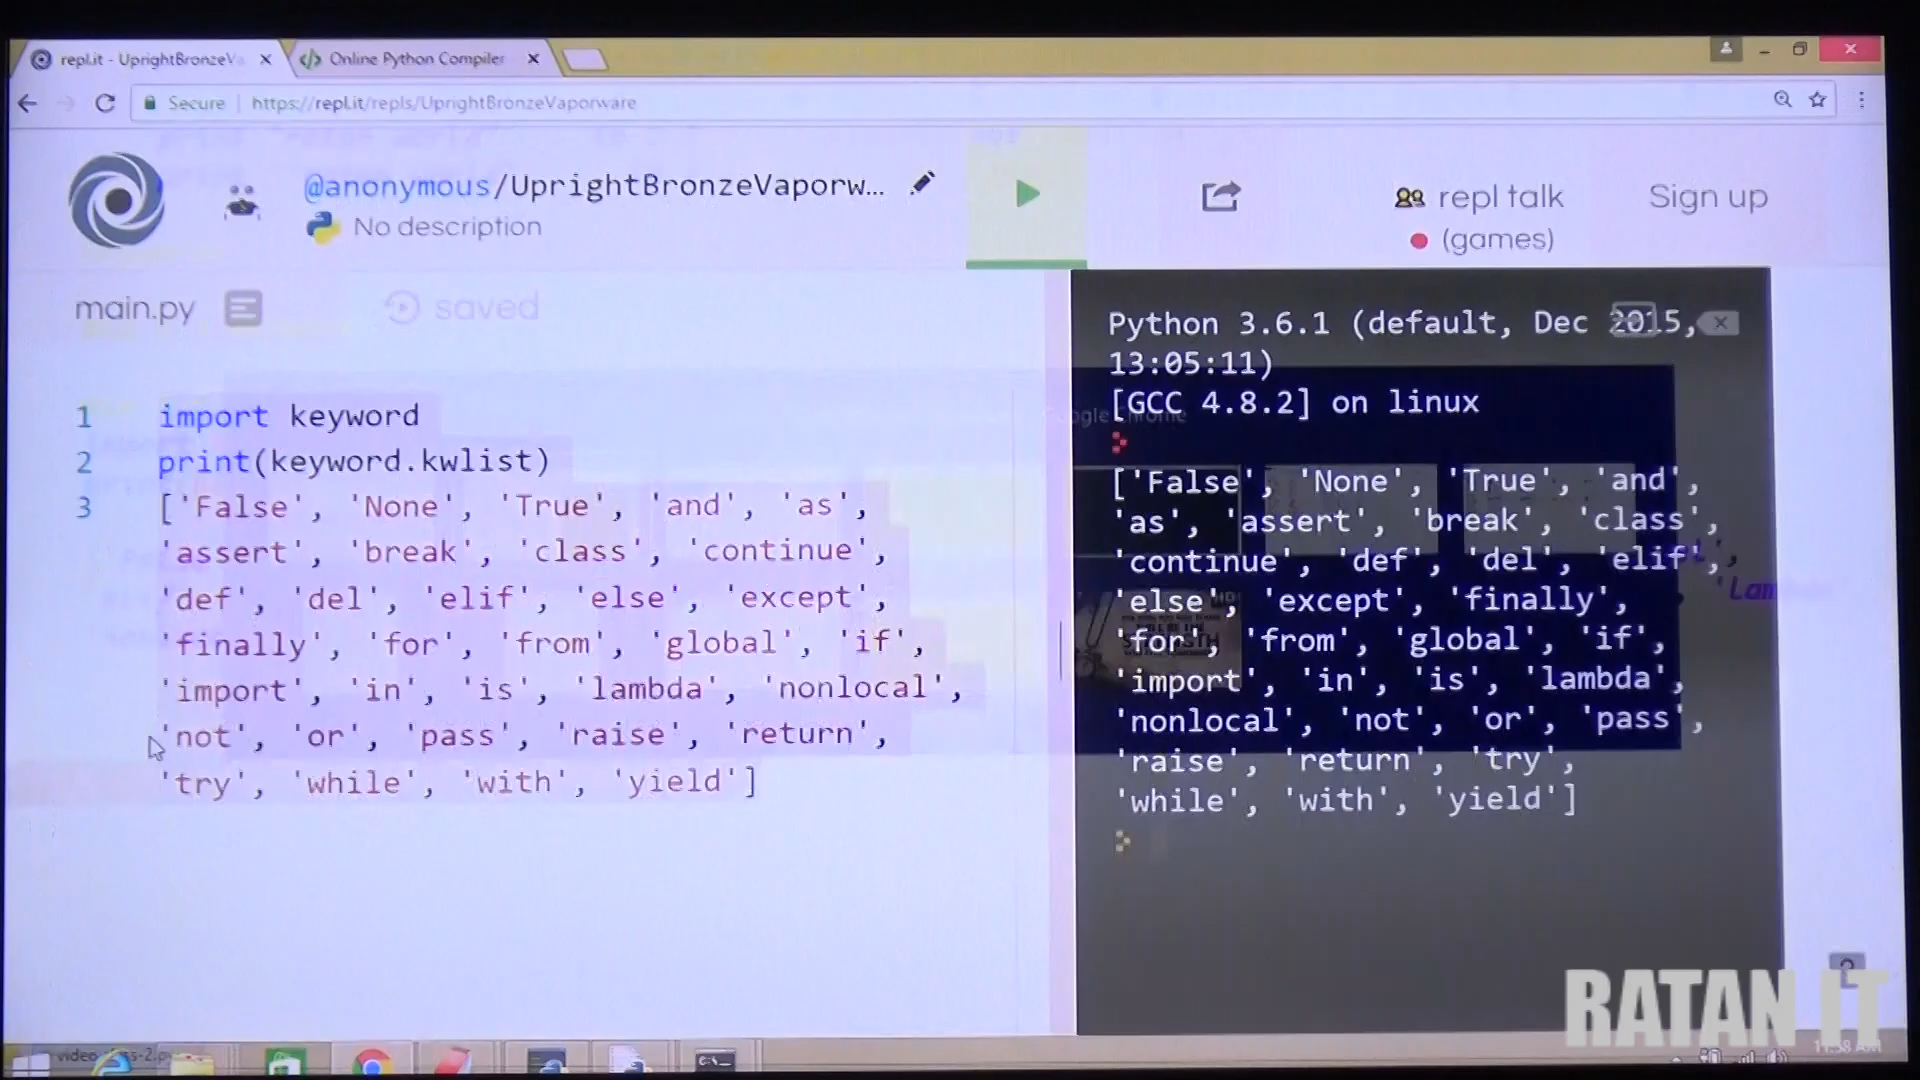 repl.it - UprightBronzeVa
Online Python Compiler
Secure
https://repl.it/repls/UprightBronzeVaporware
@anonymous/UprightBronzeVaporw...
No description
repl talk
Sign up
(games)
main.py
saved
1 import keyword
2 print(keyword.kwlist)
3 ['False', 'None', 'True', 'and', 'as',
'assert', 'break', 'class', 'continue',
'def', 'del', 'elif', 'else', 'except',
'finally', 'for', 'from', 'global', 'if',
'import', 'in', 'is', 'lambda', 'nonlocal',
'not', 'or', 'pass', 'raise', 'return',
'try', 'while', 'with', 'yield']
Python 3.6.1 (default, Dec 2015,
13:05:11)
[GCC 4.8.2] on linux
['False', 'None', 'True', 'and',
'as', 'assert', 'break', 'class',
'continue', 'def', 'del', 'elif',
'else', 'except', 'finally',
'for', 'from', 'global', 'if',
'import', 'in', 'is', 'lambda',
'nonlocal', 'not', 'or', 'pass',
'raise', 'return', 'try',
'while', 'with', 'yield']
?
RATAN IT
11:58 AM